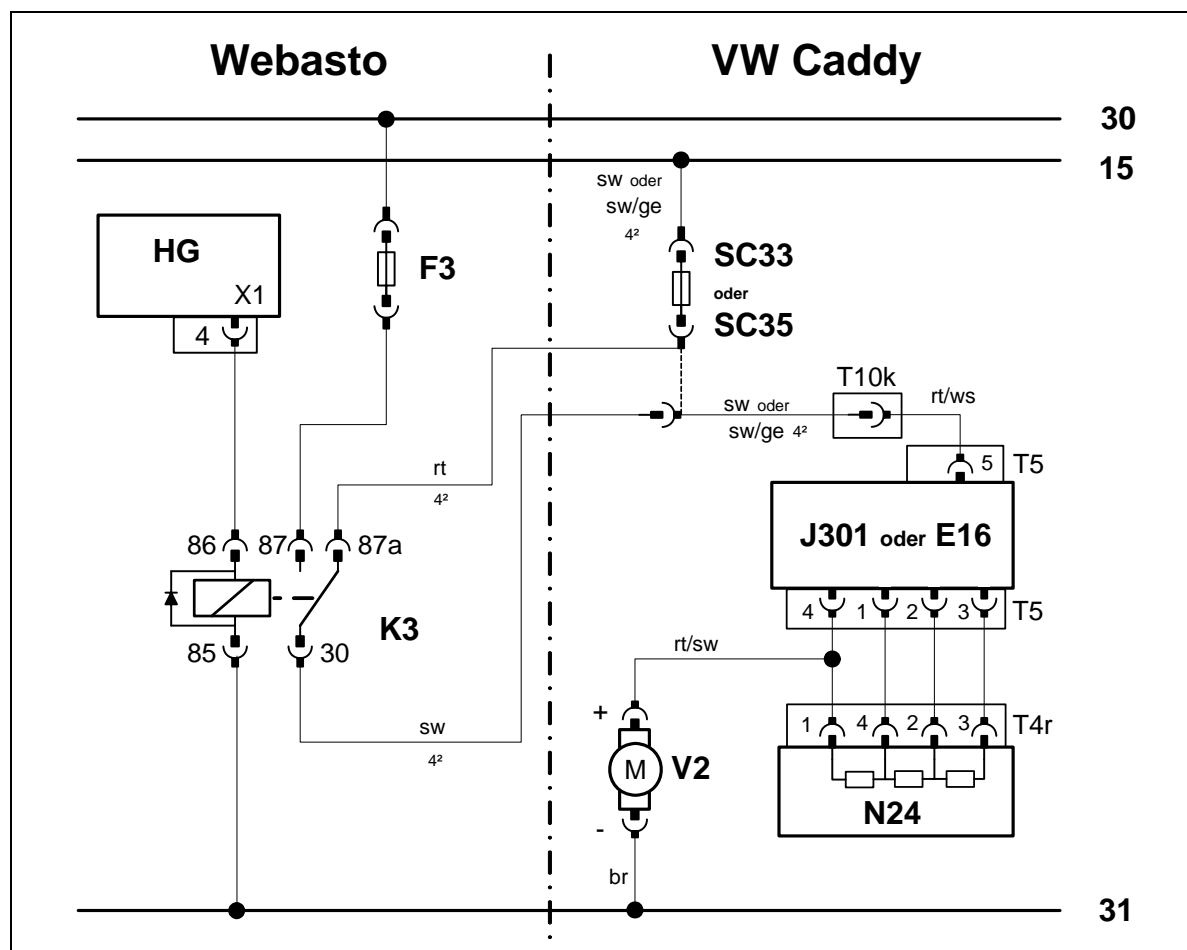 Webasto
VW Caddy
30
15
sw oder
sw/ge
4²
HG
X1
4
F3
SC33
oder
SC35
T10k
rt/ws
sw oder
sw/ge 4²
rt
4²
5 T5
J301 oder E16
86 87 87a
K3
85 30
4 1 2 3 T5
rt/sw
sw
4²
+
M V2
-
1 4 2 3 T4r
N24
br
31